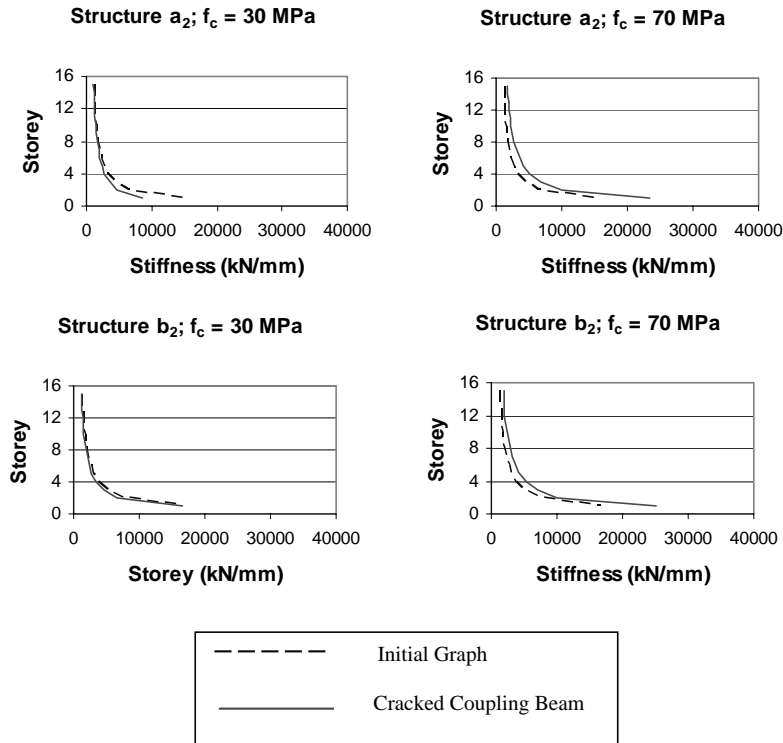 Structure a2; fc = 30 MPa
Structure a2; fc = 70 MPa
16
12
8
4
0
Storey
0 10000 20000 30000 40000
Stiffness (kN/mm)
16
12
8
4
0
Storey
0 10000 20000 30000 40000
Stiffness (kN/mm)
Structure b2; fc = 30 MPa
Structure b2; fc = 70 MPa
16
12
8
4
0
Storey
0 10000 20000 30000 40000
Storey (kN/mm)
16
12
8
4
0
Storey
0 10000 20000 30000 40000
Stiffness (kN/mm)
Initial Graph
Cracked Coupling Beam